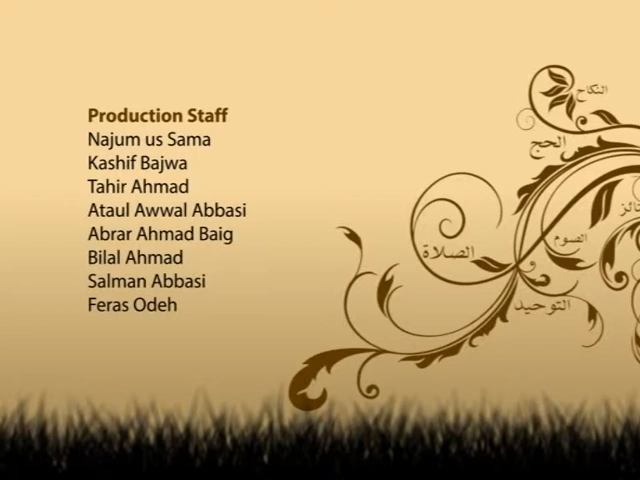 Production Staff
Najum us Sama
Kashif Bajwa
Tahir Ahmad
Ataul Awwal Abbasi
Abrar Ahmad Baig
Bilal Ahmad
Salman Abbasi
Feras Odeh
النكاح
الحج
الصوم
الصلاة
التوحيد